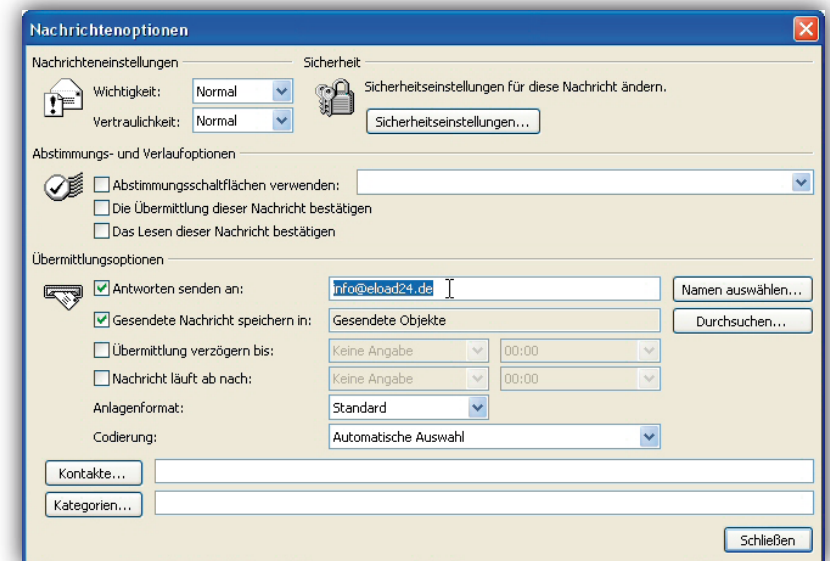 Nachrichtenoptionen
Nachrichteneinstellungen Sicherheit
Wichtigkeit: Normal Sicherheitseinstellungen für diese Nachricht ändern.
Vertraulichkeit: Normal Sicherheitseinstellungen...
Abstimmungs- und Verlaufoptionen
Abstimmungsschaltflächen verwenden:
Die Übermittlung dieser Nachricht bestätigen
Das Lesen dieser Nachricht bestätigen
Übermittlungsoptionen
Antworten senden an: info@eload24.de Namen auswählen...
Gesendete Nachricht speichern in: Gesendete Objekte Durchsuchen...
Übermittlung verzögern bis: Keine Angabe 00:00
Nachricht läuft ab nach: Keine Angabe 00:00
Anlagenformat: Standard
Codierung: Automatische Auswahl
Kontakte...
Kategorien...
Schließen